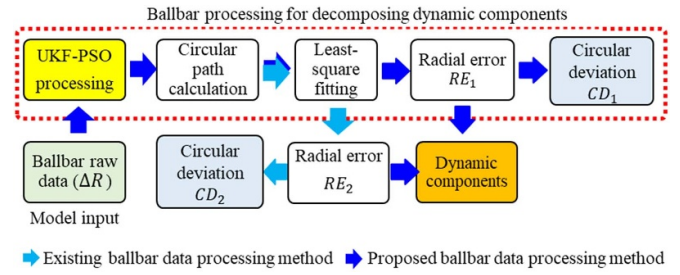 Ballbar processing for decomposing dynamic components
UKF-PSO
processing
Circular
path
calculation
Least-
square
fitting
Radial error
RE₁
Circular
deviation
CD₁
Ballbar raw
data (ΔR)
Model input
Circular
deviation
CD₂
Radial error
RE₂
Dynamic
components
Existing ballbar data processing method
Proposed ballbar data processing method